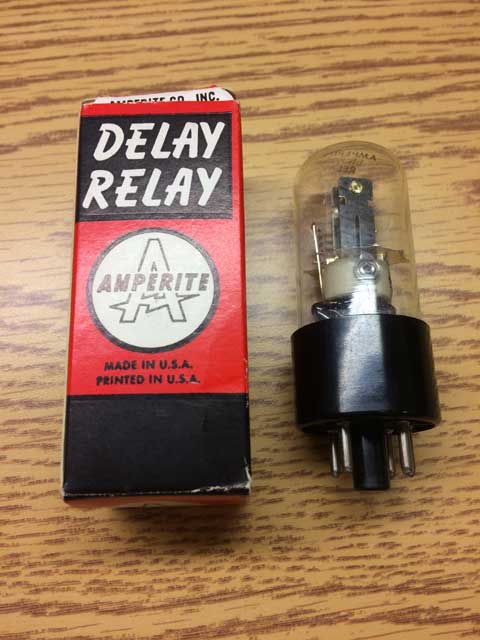 AMPERITE CO., INC.
DELAY
RELAY
AMPERITE
MADE IN U.S.A.
PRINTED IN U.S.A.